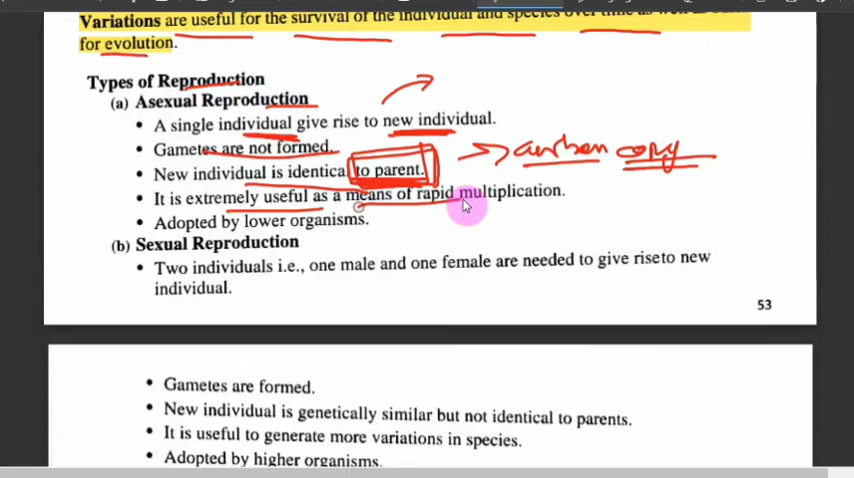 Variations are useful for the survival of the individual and species over time as well as
for evolution.
Types of Reproduction
(a) Asexual Reproduction
• A single individual give rise to new individual.
• Gametes are not formed.
• New individual is identical to parent. → carbon copy
• It is extremely useful as a means of rapid multiplication.
• Adopted by lower organisms.
(b) Sexual Reproduction
• Two individuals i.e., one male and one female are needed to give riseto new
individual.
53
• Gametes are formed.
• New individual is genetically similar but not identical to parents.
• It is useful to generate more variations in species.
• Adopted by higher organisms.